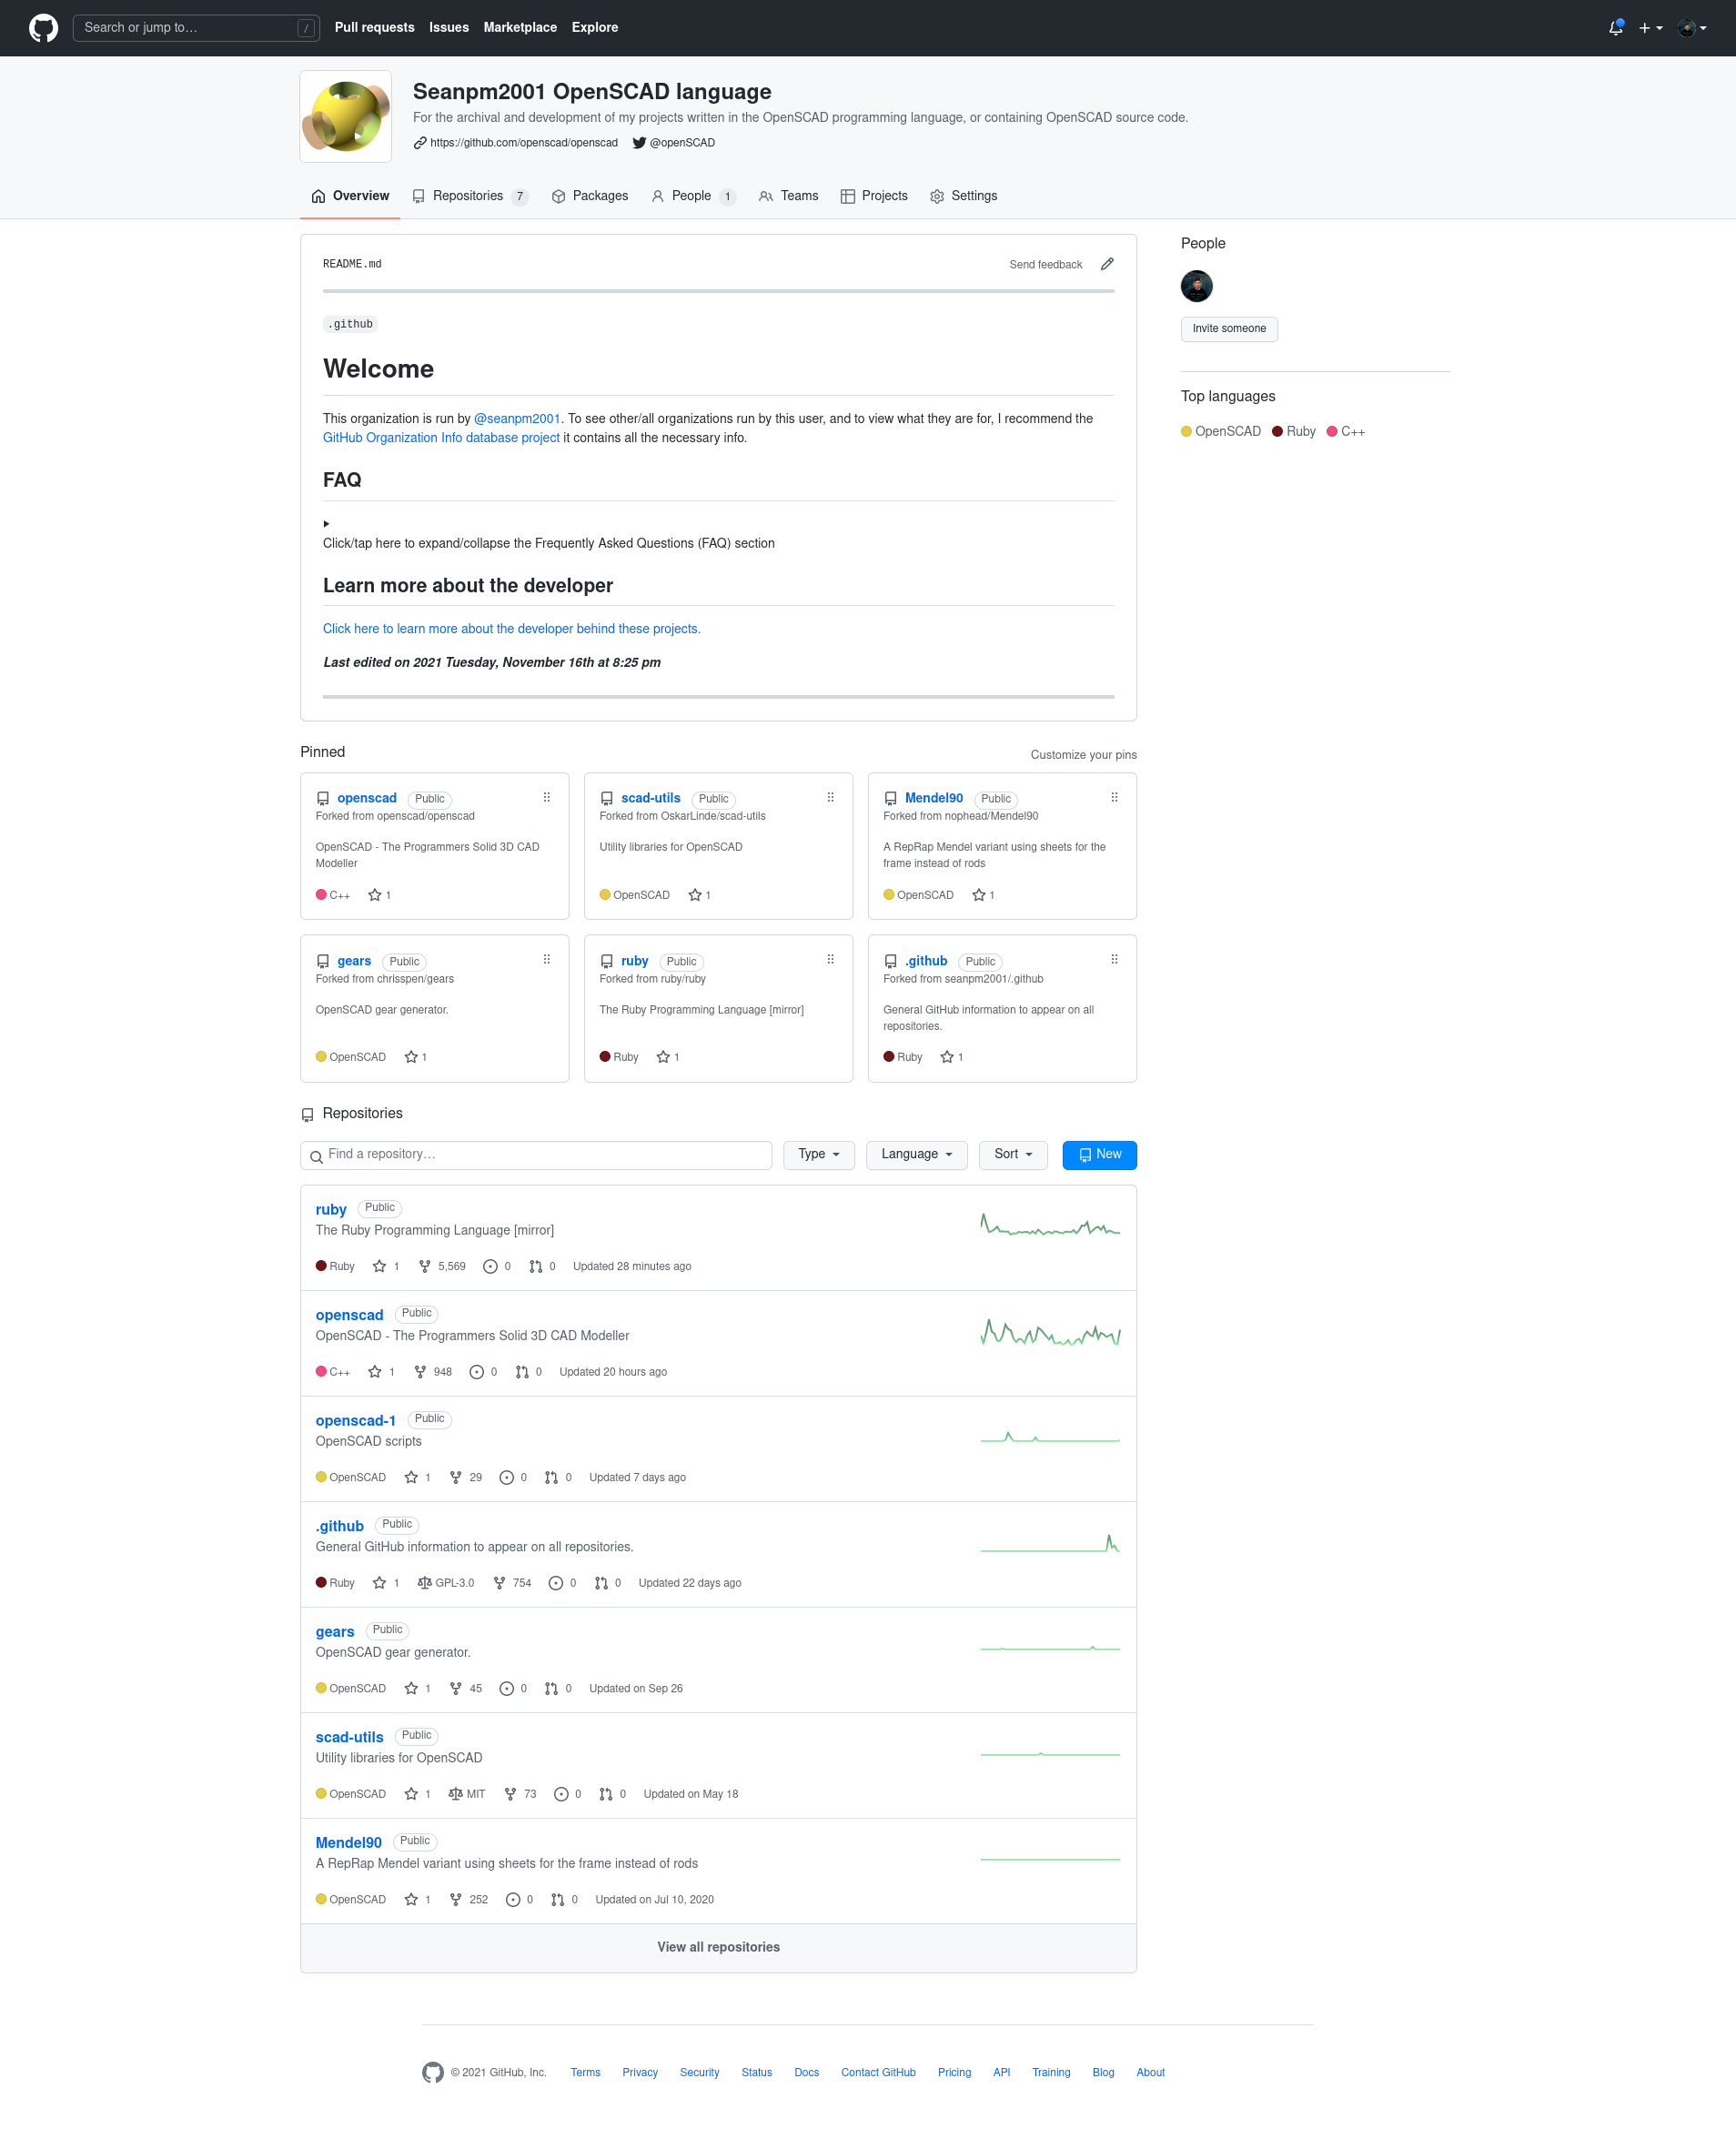 Search or jump to… /
Pull requests Issues Marketplace Explore
Seanpm2001 OpenSCAD language
For the archival and development of my projects written in the OpenSCAD programming language, or containing OpenSCAD source code.
https://github.com/openscad/openscad @openSCAD
Overview Repositories 7 Packages People 1 Teams Projects Settings
README.md
Send feedback
.github
Welcome
This organization is run by @seanpm2001. To see other/all organizations run by this user, and to view what they are for, I recommend the
GitHub Organization Info database project it contains all the necessary info.
FAQ
Click/tap here to expand/collapse the Frequently Asked Questions (FAQ) section
Learn more about the developer
Click here to learn more about the developer behind these projects.
Last edited on 2021 Tuesday, November 16th at 8:25 pm
People
Invite someone
Top languages
OpenSCAD Ruby C++
Pinned
Customize your pins
openscad Public
Forked from openscad/openscad
OpenSCAD - The Programmers Solid 3D CAD
Modeller
C++ 1
scad-utils Public
Forked from OskarLinde/scad-utils
Utility libraries for OpenSCAD
OpenSCAD 1
Mendel90 Public
Forked from nophead/Mendel90
A RepRap Mendel variant using sheets for the
frame instead of rods
OpenSCAD 1
gears Public
Forked from chrisspen/gears
OpenSCAD gear generator.
OpenSCAD 1
ruby Public
Forked from ruby/ruby
The Ruby Programming Language [mirror]
Ruby 1
.github Public
Forked from seanpm2001/.github
General GitHub information to appear on all
repositories.
Ruby 1
Repositories
Find a repository…
Type Language Sort New
ruby Public
The Ruby Programming Language [mirror]
Ruby 1 5,569 0 0 Updated 28 minutes ago
openscad Public
OpenSCAD - The Programmers Solid 3D CAD Modeller
C++ 1 948 0 0 Updated 20 hours ago
openscad-1 Public
OpenSCAD scripts
OpenSCAD 1 29 0 0 Updated 7 days ago
.github Public
General GitHub information to appear on all repositories.
Ruby 1 GPL-3.0 754 0 0 Updated 22 days ago
gears Public
OpenSCAD gear generator.
OpenSCAD 1 45 0 0 Updated on Sep 26
scad-utils Public
Utility libraries for OpenSCAD
OpenSCAD 1 MIT 73 0 0 Updated on May 18
Mendel90 Public
A RepRap Mendel variant using sheets for the frame instead of rods
OpenSCAD 1 252 0 0 Updated on Jul 10, 2020
View all repositories
© 2021 GitHub, Inc. Terms Privacy Security Status Docs Contact GitHub Pricing API Training Blog About